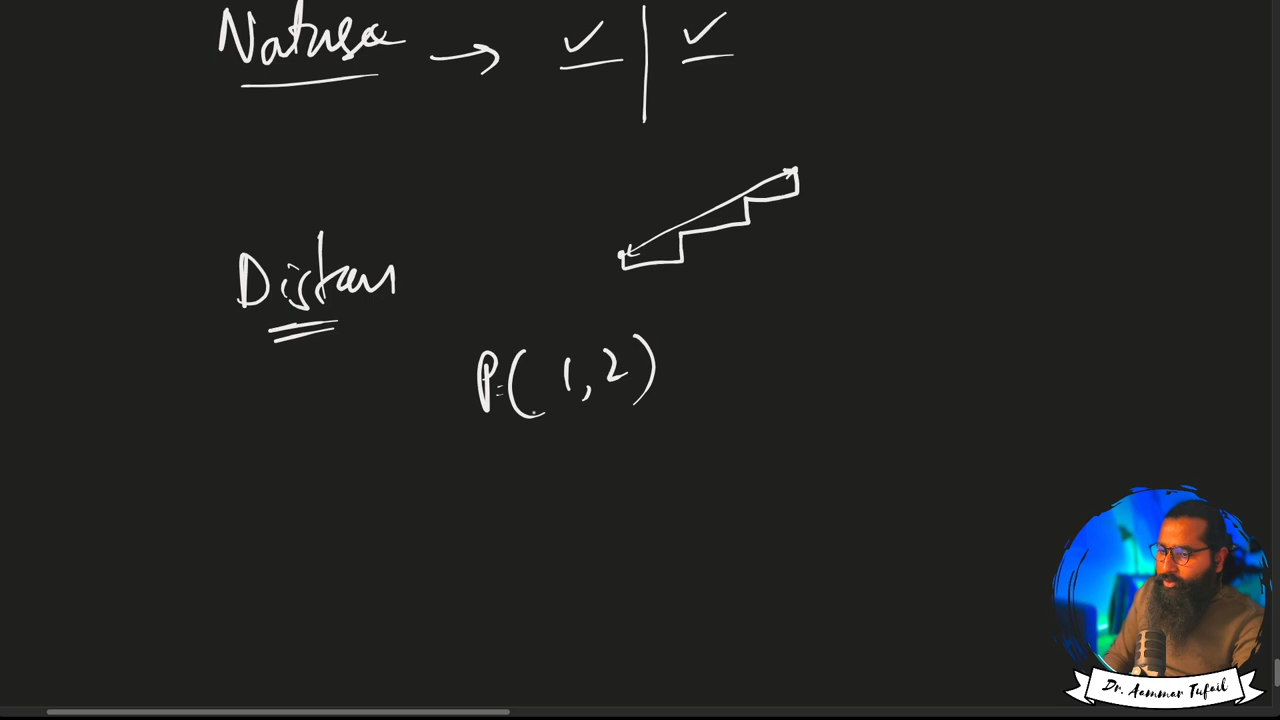 Nature →
Distan
P=(1,2)
Dr. Aammar Tufail